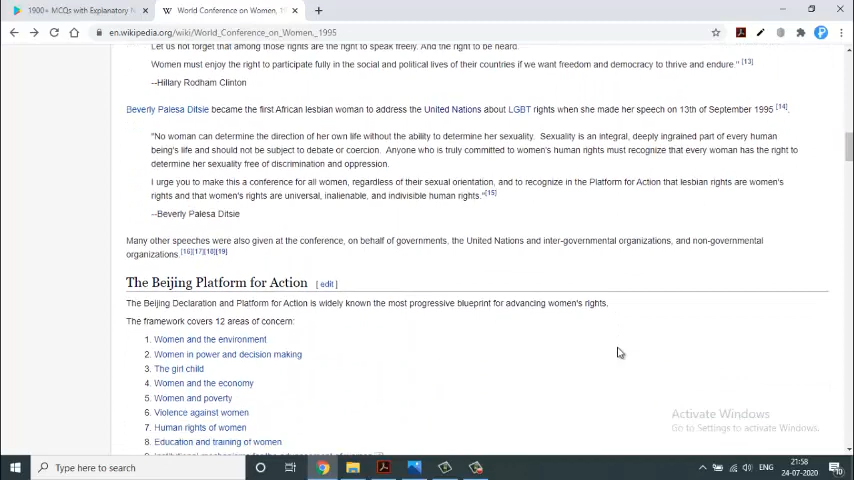 1900+ MCQs with Explanatory N
World Conference on Women, 1
en.wikipedia.org/wiki/World_Conference_on_Women,_1995
Let us not forget that among those rights are the right to speak freely. And the right to be heard.
Women must enjoy the right to participate fully in the social and political lives of their countries if we want freedom and democracy to thrive and endure." [13]
--Hillary Rodham Clinton
Beverly Palesa Ditsie became the first African lesbian woman to address the United Nations about LGBT rights when she made her speech on 13th of September 1995 [14].
"No woman can determine the direction of her own life without the ability to determine her sexuality. Sexuality is an integral, deeply ingrained part of every human
being's life and should not be subject to debate or coercion. Anyone who is truly committed to women's human rights must recognize that every woman has the right to
determine her sexuality free of discrimination and oppression.
I urge you to make this a conference for all women, regardless of their sexual orientation, and to recognize in the Platform for Action that lesbian rights are women's
rights and that women's rights are universal, inalienable, and indivisible human rights."[15]
--Beverly Palesa Ditsie
Many other speeches were also given at the conference, on behalf of governments, the United Nations and inter-governmental organizations, and non-governmental
organizations.[16][17][18][19]
The Beijing Platform for Action [ edit ]
The Beijing Declaration and Platform for Action is widely known the most progressive blueprint for advancing women's rights.
The framework covers 12 areas of concern:
1. Women and the environment
2. Women in power and decision making
3. The girl child
4. Women and the economy
5. Women and poverty
6. Violence against women
7. Human rights of women
8. Education and training of women
9. Institutional mechanisms for the advancement of women
Activate Windows
Go to Settings to activate Windows.
Type here to search
ENG
21:58
24-07-2020